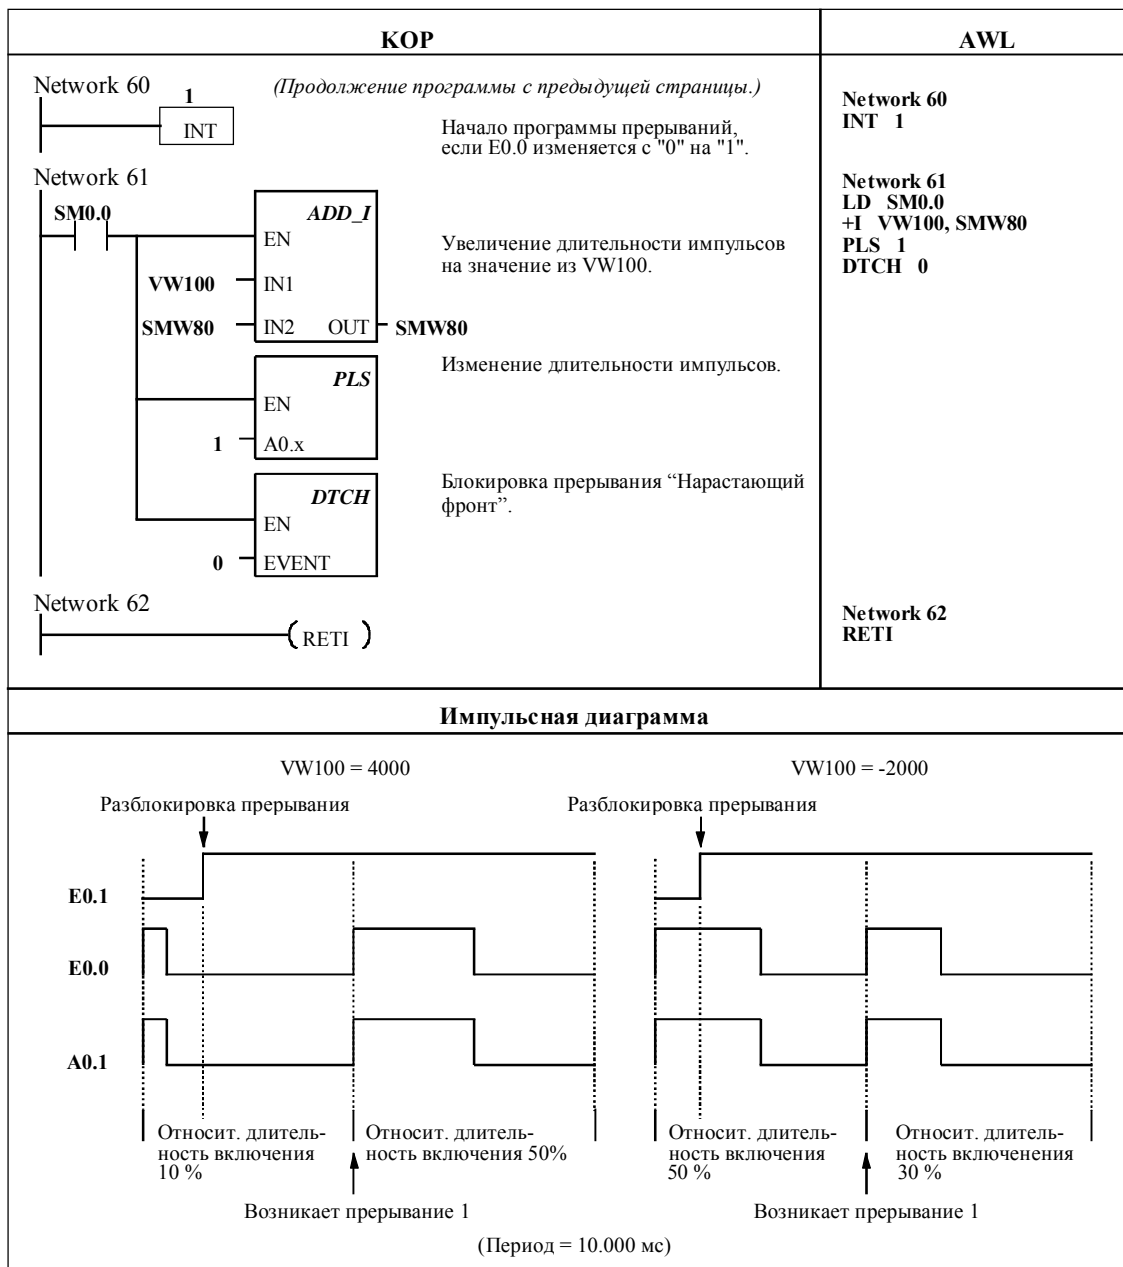 KOP
AWL
Network 60
1
INT
(Продолжение программы с предыдущей страницы.)
Начало программы прерываний,
если E0.0 изменяется с "0" на "1".
Network 60
INT 1
Network 61
SM0.0
ADD_I
EN
VW100
IN1
SMW80
IN2
OUT
SMW80
Увеличение длительности импульсов
на значение из VW100.
Network 61
LD SM0.0
+I VW100, SMW80
PLS 1
DTCH 0
PLS
EN
1
A0.x
Изменение длительности импульсов.
DTCH
EN
0
EVENT
Блокировка прерывания “Нарастающий
фронт”.
Network 62
RETI
Network 62
RETI
Импульсная диаграмма
VW100 = 4000
VW100 = -2000
Разблокировка прерывания
Разблокировка прерывания
E0.1
E0.0
A0.1
Относит. длитель-
ность включения
10 %
Относит. длитель-
ность включения 50%
Относит. длитель-
ность включения
50 %
Относит. длитель-
ность включенения
30 %
Возникает прерывание 1
Возникает прерывание 1
(Период = 10.000 мс)